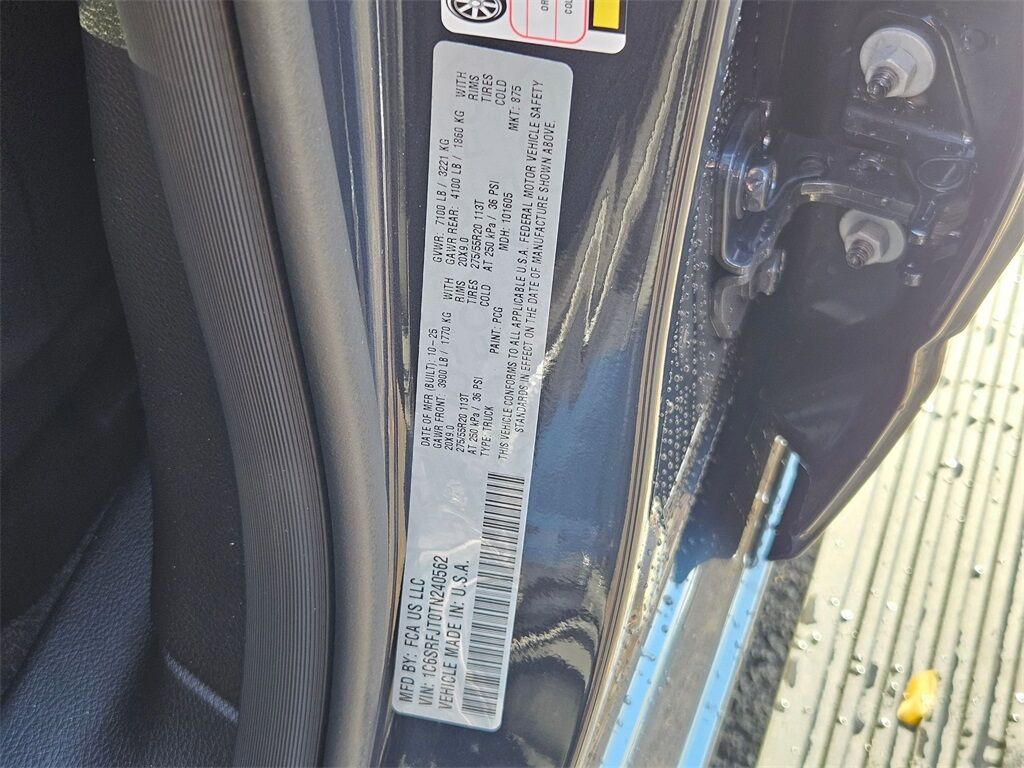 OR
COL
MFD BY: FCA US LLC
VIN: 1C6SRFJT0TN240562
VEHICLE MADE IN: U.S.A.
DATE OF MFR (BUILT): 10-25 GVWR: 7100 LB / 3221 KG
GAWR FRONT: 3900 LB / 1770 KG WITH GAWR REAR: 4100 LB / 1860 KG WITH
20X9.0 RIMS 20X9.0 RIMS
275/55R20 113T TIRES 275/55R20 113T TIRES
AT 250 kPa / 36 PSI COLD AT 250 kPa / 36 PSI COLD
TYPE: TRUCK PAINT: PCG MDH: 101605 MKT: 875
THIS VEHICLE CONFORMS TO ALL APPLICABLE U.S.A. FEDERAL MOTOR VEHICLE SAFETY
STANDARDS IN EFFECT ON THE DATE OF MANUFACTURE SHOWN ABOVE.